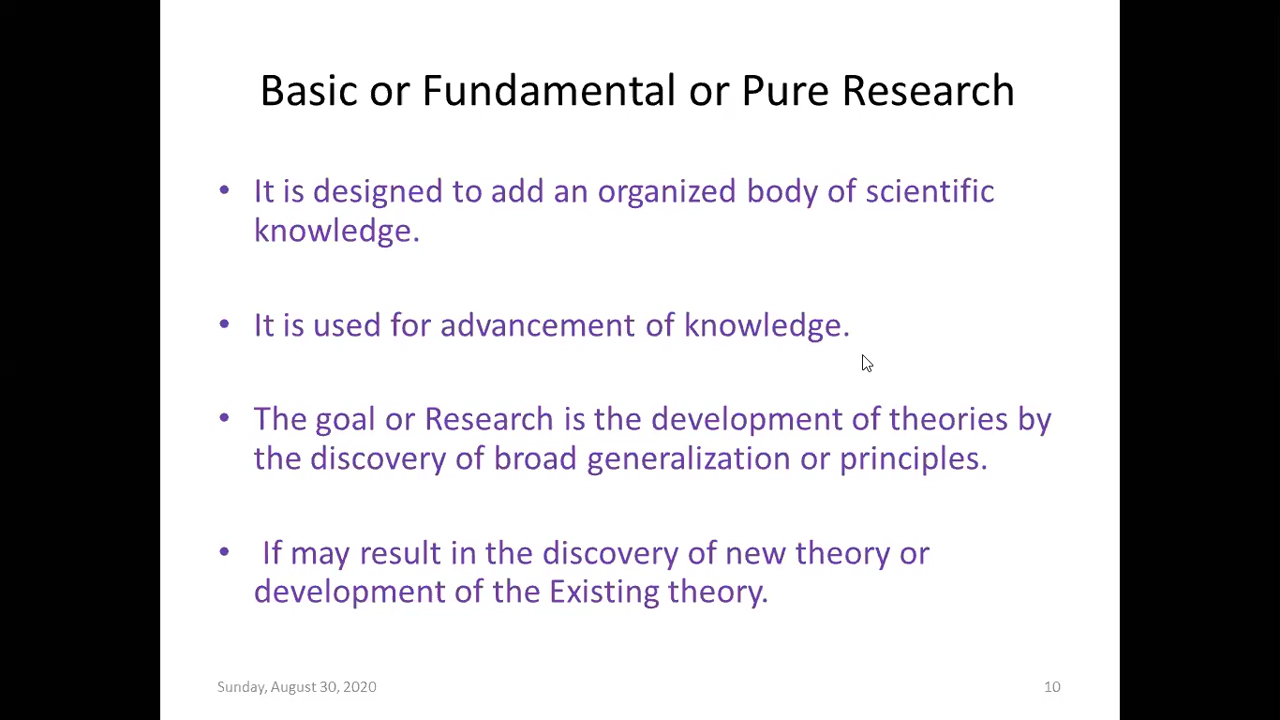 Basic or Fundamental or Pure Research
• It is designed to add an organized body of scientific
knowledge.
• It is used for advancement of knowledge.
• The goal or Research is the development of theories by
the discovery of broad generalization or principles.
• If may result in the discovery of new theory or
development of the Existing theory.
Sunday, August 30, 2020
10